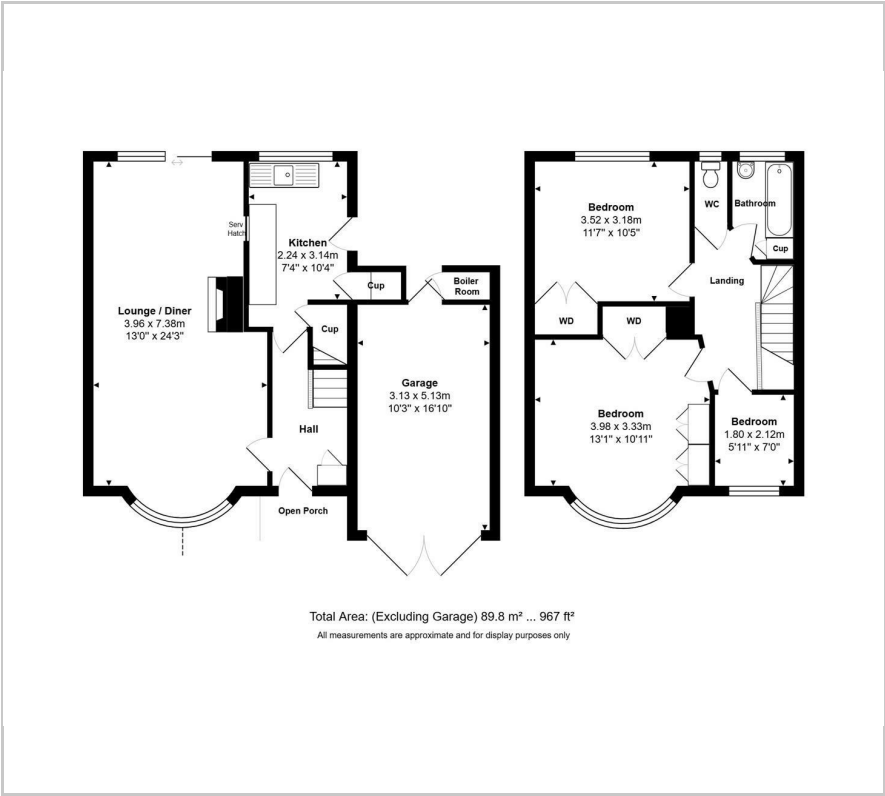 Serv
Hatch
Kitchen
2.24 x 3.14m
7'4" x 10'4"
Cup
Boiler
Room
Lounge / Diner
3.96 x 7.38m
13'0" x 24'3"
Cup
Garage
3.13 x 5.13m
10'3" x 16'10"
Hall
Open Porch
Bedroom
3.52 x 3.18m
11'7" x 10'5"
WC
Bathroom
Cup
Landing
WD
WD
Bedroom
3.98 x 3.33m
13'1" x 10'11"
Bedroom
1.80 x 2.12m
5'11" x 7'0"
Total Area: (Excluding Garage) 89.8 m² ... 967 ft²
All measurements are approximate and for display purposes only